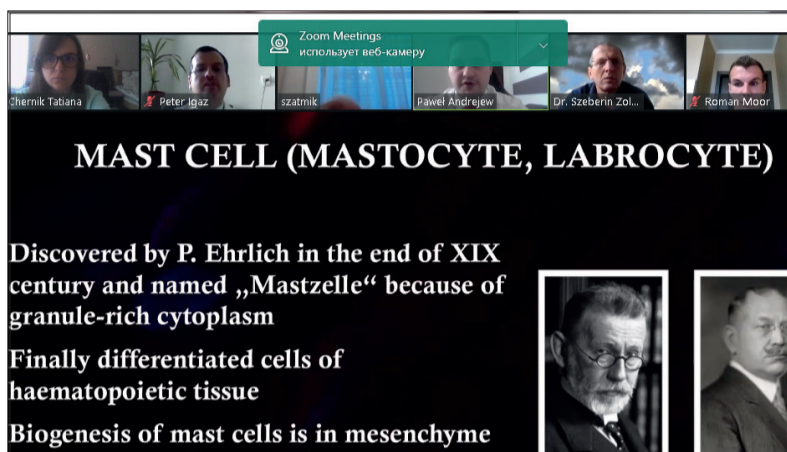 Zoom Meetings
использует веб-камеру
Chernik Tatiana
Peter Igaz
szatmik
Paweł Andrejew
Dr. Szeberin Zol...
Roman Moor
MAST CELL (MASTOCYTE, LABROCYTE)
Discovered by P. Ehrlich in the end of XIX
century and named „Mastzelle“ because of
granule-rich cytoplasm
Finally differentiated cells of
haematopoietic tissue
Biogenesis of mast cells is in mesenchyme